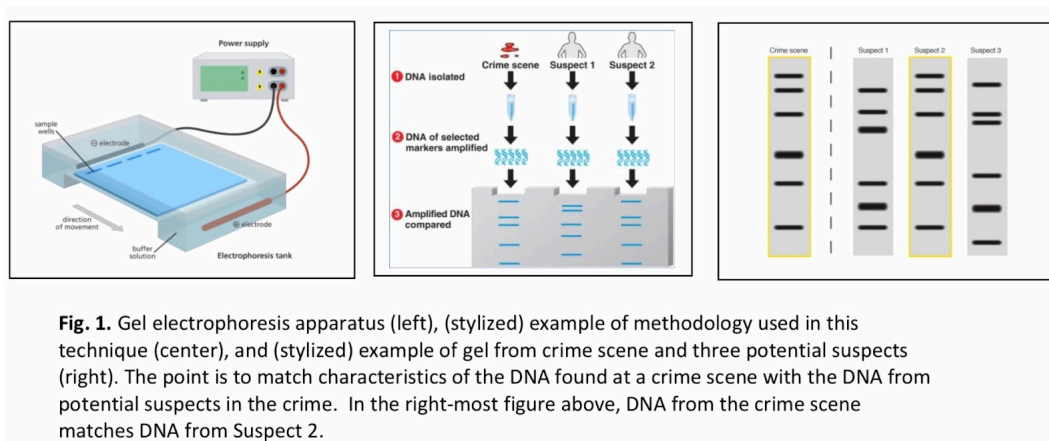 Power supply
sample
wells
⊖ electrode
direction
of movement
⊕ electrode
buffer
solution
Electrophoresis tank
Crime scene Suspect 1 Suspect 2
1 DNA isolated
2 DNA of selected
markers amplified
3 Amplified DNA
compared
Crime scene Suspect 1 Suspect 2 Suspect 3
Fig. 1. Gel electrophoresis apparatus (left), (stylized) example of methodology used in this
technique (center), and (stylized) example of gel from crime scene and three potential suspects
(right). The point is to match characteristics of the DNA found at a crime scene with the DNA from
potential suspects in the crime. In the right-most figure above, DNA from the crime scene
matches DNA from Suspect 2.